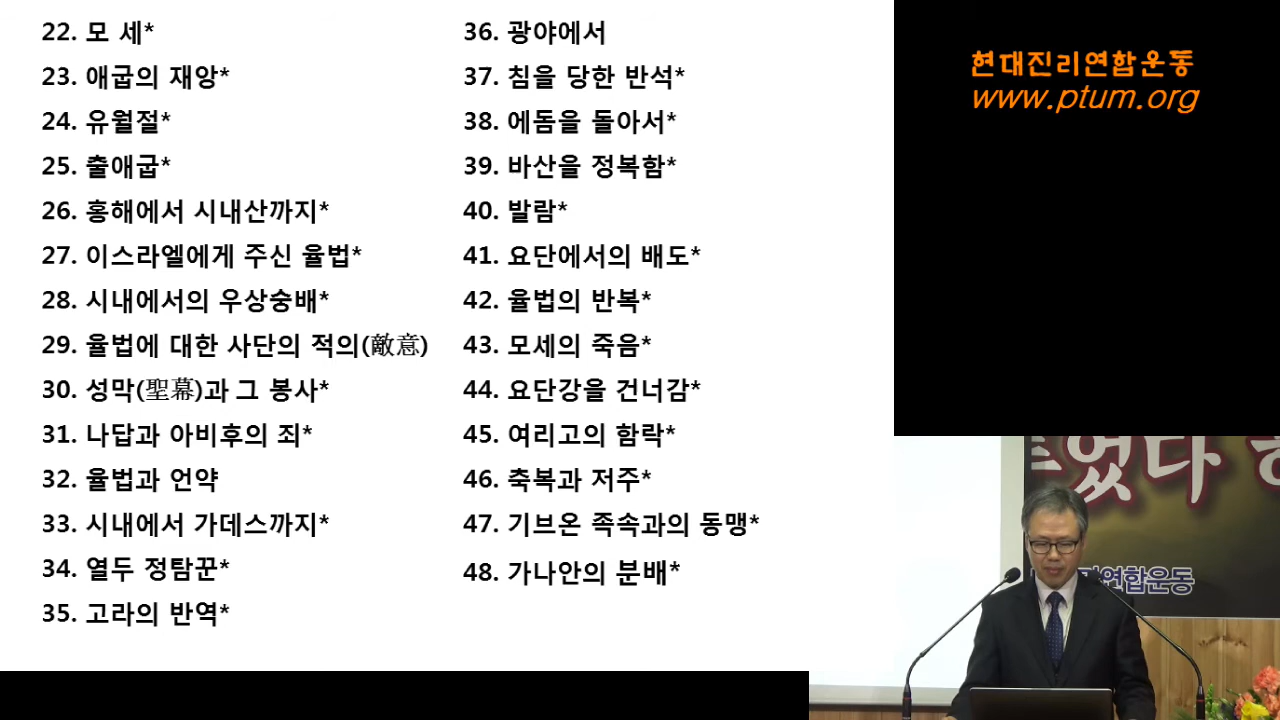 22. 모 세*
23. 애굽의 재앙*
24. 유월절*
25. 출애굽*
26. 홍해에서 시내산까지*
27. 이스라엘에게 주신 율법*
28. 시내에서의 우상숭배*
29. 율법에 대한 사단의 적의(敵意)
30. 성막(聖幕)과 그 봉사*
31. 나답과 아비후의 죄*
32. 율법과 언약
33. 시내에서 가데스까지*
34. 열두 정탐꾼*
35. 고라의 반역*
36. 광야에서
37. 침을 당한 반석*
38. 에돔을 돌아서*
39. 바산을 정복함*
40. 발람*
41. 요단에서의 배도*
42. 율법의 반복*
43. 모세의 죽음*
44. 요단강을 건너감*
45. 여리고의 함락*
46. 축복과 저주*
47. 기브온 족속과의 동맹*
48. 가나안의 분배*
현대진리연합운동
www.ptum.org
었다
연합운동